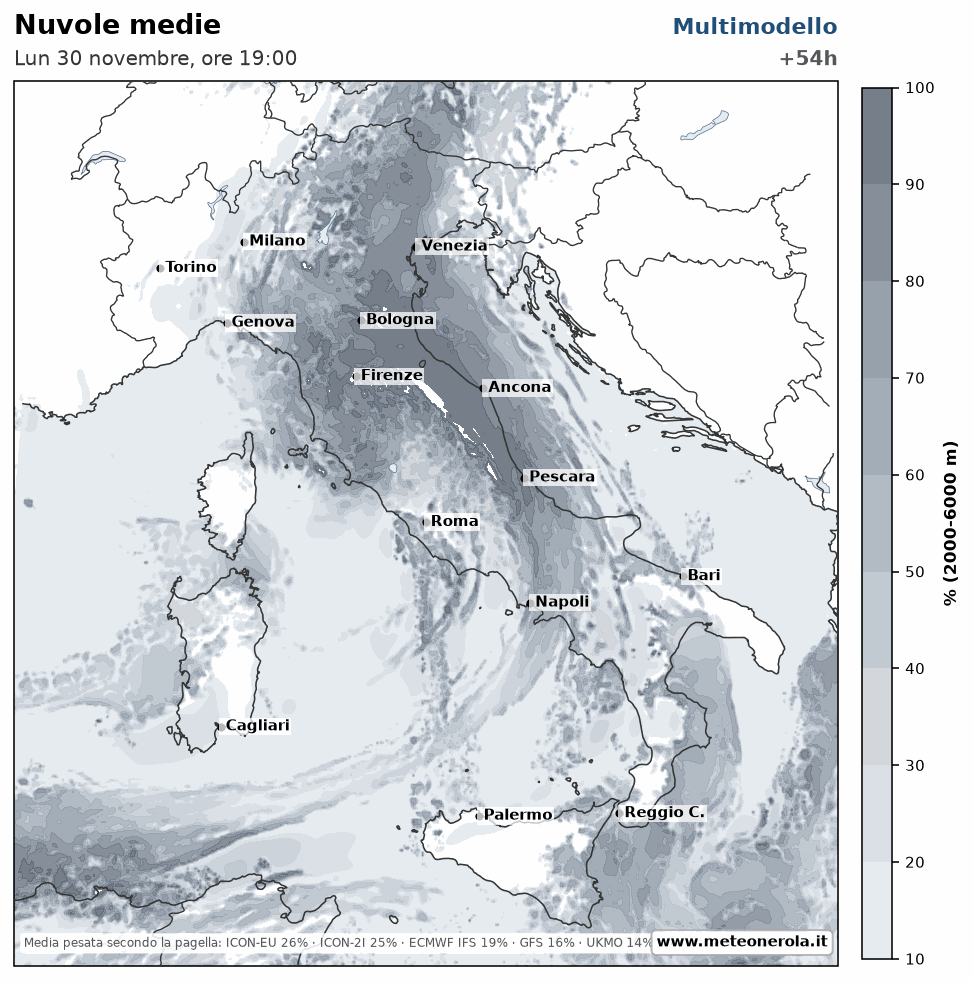 Nuvole medie
Multimodello
Lun 30 novembre, ore 19:00
+54h
100
90
80
70
60
50
40
30
20
10
% (2000-6000 m)
Milano
Venezia
Torino
Genova
Bologna
Firenze
Ancona
Pescara
Roma
Bari
Napoli
Cagliari
Palermo
Reggio C.
Media pesata secondo la pagella: ICON-EU 26% · ICON-2I 25% · ECMWF IFS 19% · GFS 16% · UKMO 14%
www.meteonerola.it